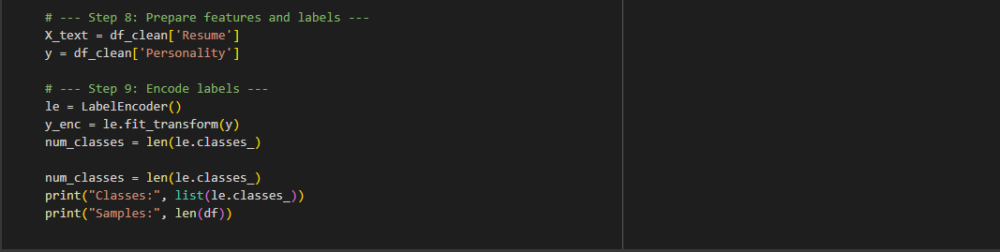 # --- Step 8: Prepare features and labels ---
X_text = df_clean['Resume']
y = df_clean['Personality']
# --- Step 9: Encode labels ---
le = LabelEncoder()
y_enc = le.fit_transform(y)
num_classes = len(le.classes_)
num_classes = len(le.classes_)
print("Classes:", list(le.classes_))
print("Samples:", len(df))